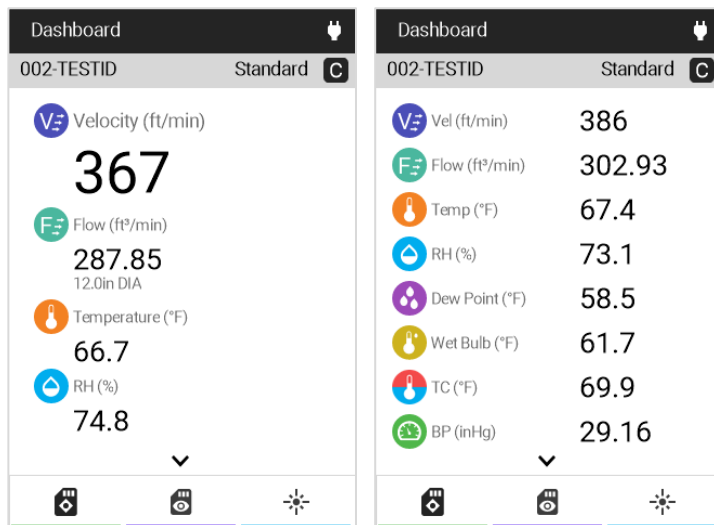 Dashboard
002-TESTID Standard C
V Velocity (ft/min)
367
F Flow (ft³/min)
287.85
12.0in DIA
Temperature (°F)
66.7
RH (%)
74.8
Dashboard
002-TESTID Standard C
V Vel (ft/min) 386
F Flow (ft³/min) 302.93
Temp (°F) 67.4
RH (%) 73.1
Dew Point (°F) 58.5
Wet Bulb (°F) 61.7
TC (°F) 69.9
BP (inHg) 29.16